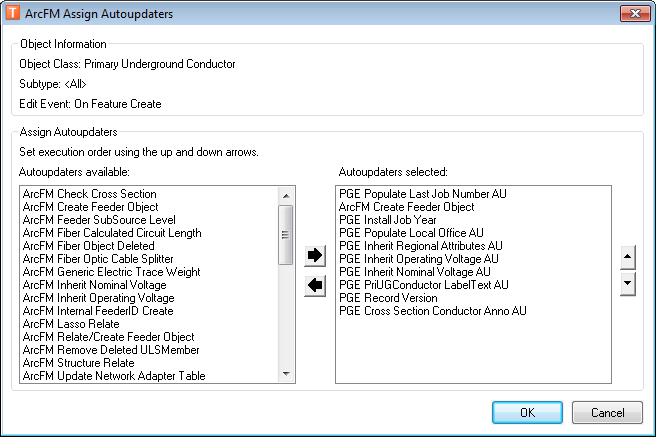 T ArcFM Assign Autoupdaters
Object Information
Object Class: Primary Underground Conductor
Subtype: <All>
Edit Event: On Feature Create
Assign Autoupdaters
Set execution order using the up and down arrows.
Autoupdaters available:
ArcFM Check Cross Section
ArcFM Create Feeder Object
ArcFM Feeder SubSource Level
ArcFM Fiber Calculated Circuit Length
ArcFM Fiber Object Deleted
ArcFM Fiber Optic Cable Splitter
ArcFM Generic Electric Trace Weight
ArcFM Inherit Nominal Voltage
ArcFM Inherit Operating Voltage
ArcFM Internal FeederID Create
ArcFM Lasso Relate
ArcFM Relate/Create Feeder Object
ArcFM Remove Deleted ULSMember
ArcFM Structure Relate
ArcFM Update Network Adapter Table
Autoupdaters selected:
PGE Populate Last Job Number AU
ArcFM Create Feeder Object
PGE Install Job Year
PGE Populate Local Office AU
PGE Inherit Regional Attributes AU
PGE Inherit Operating Voltage AU
PGE Inherit Nominal Voltage AU
PGE PriUGConductor LabelText AU
PGE Record Version
PGE Cross Section Conductor Anno AU
OK
Cancel